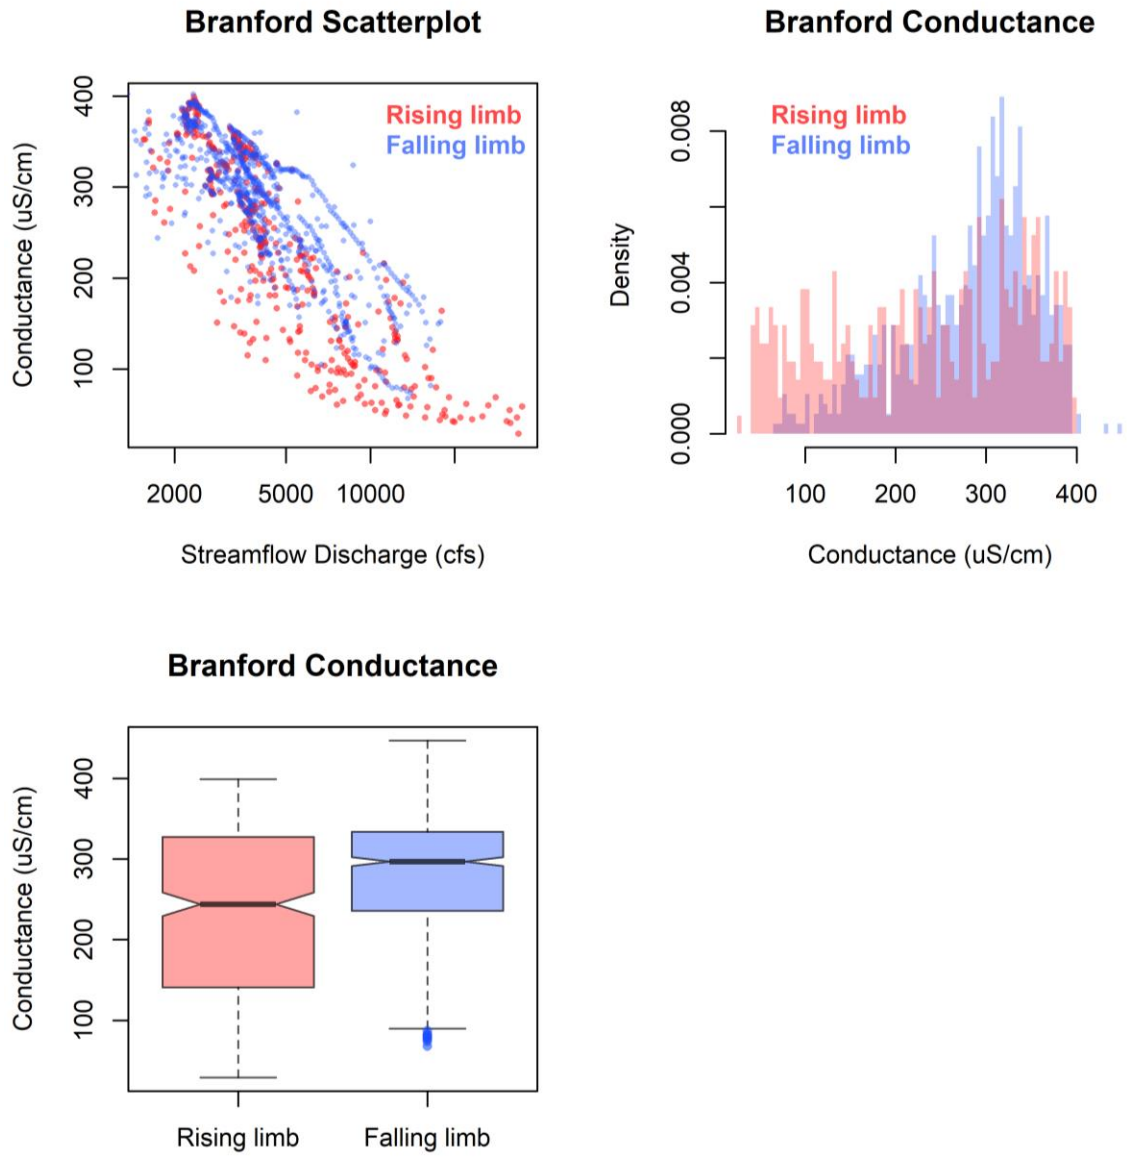 Branford Scatterplot
Rising limb
Falling limb
400
300
200
100
Conductance (uS/cm)
2000 5000 10000
Streamflow Discharge (cfs)
Branford Conductance
Rising limb
Falling limb
0.008
0.004
0.000
Density
100 200 300 400
Conductance (uS/cm)
Branford Conductance
400
300
200
100
Conductance (uS/cm)
Rising limb Falling limb